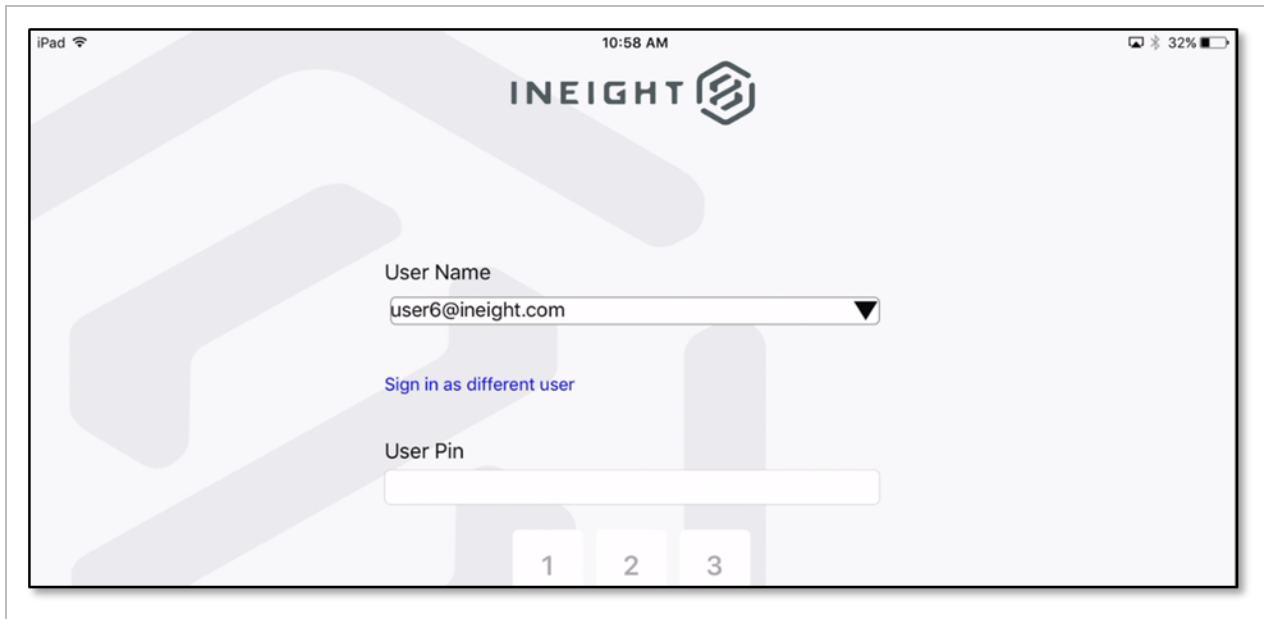 iPad 10:58 AM 32%
INEIGHT
User Name
user6@ineight.com
Sign in as different user
User Pin
1 2 3